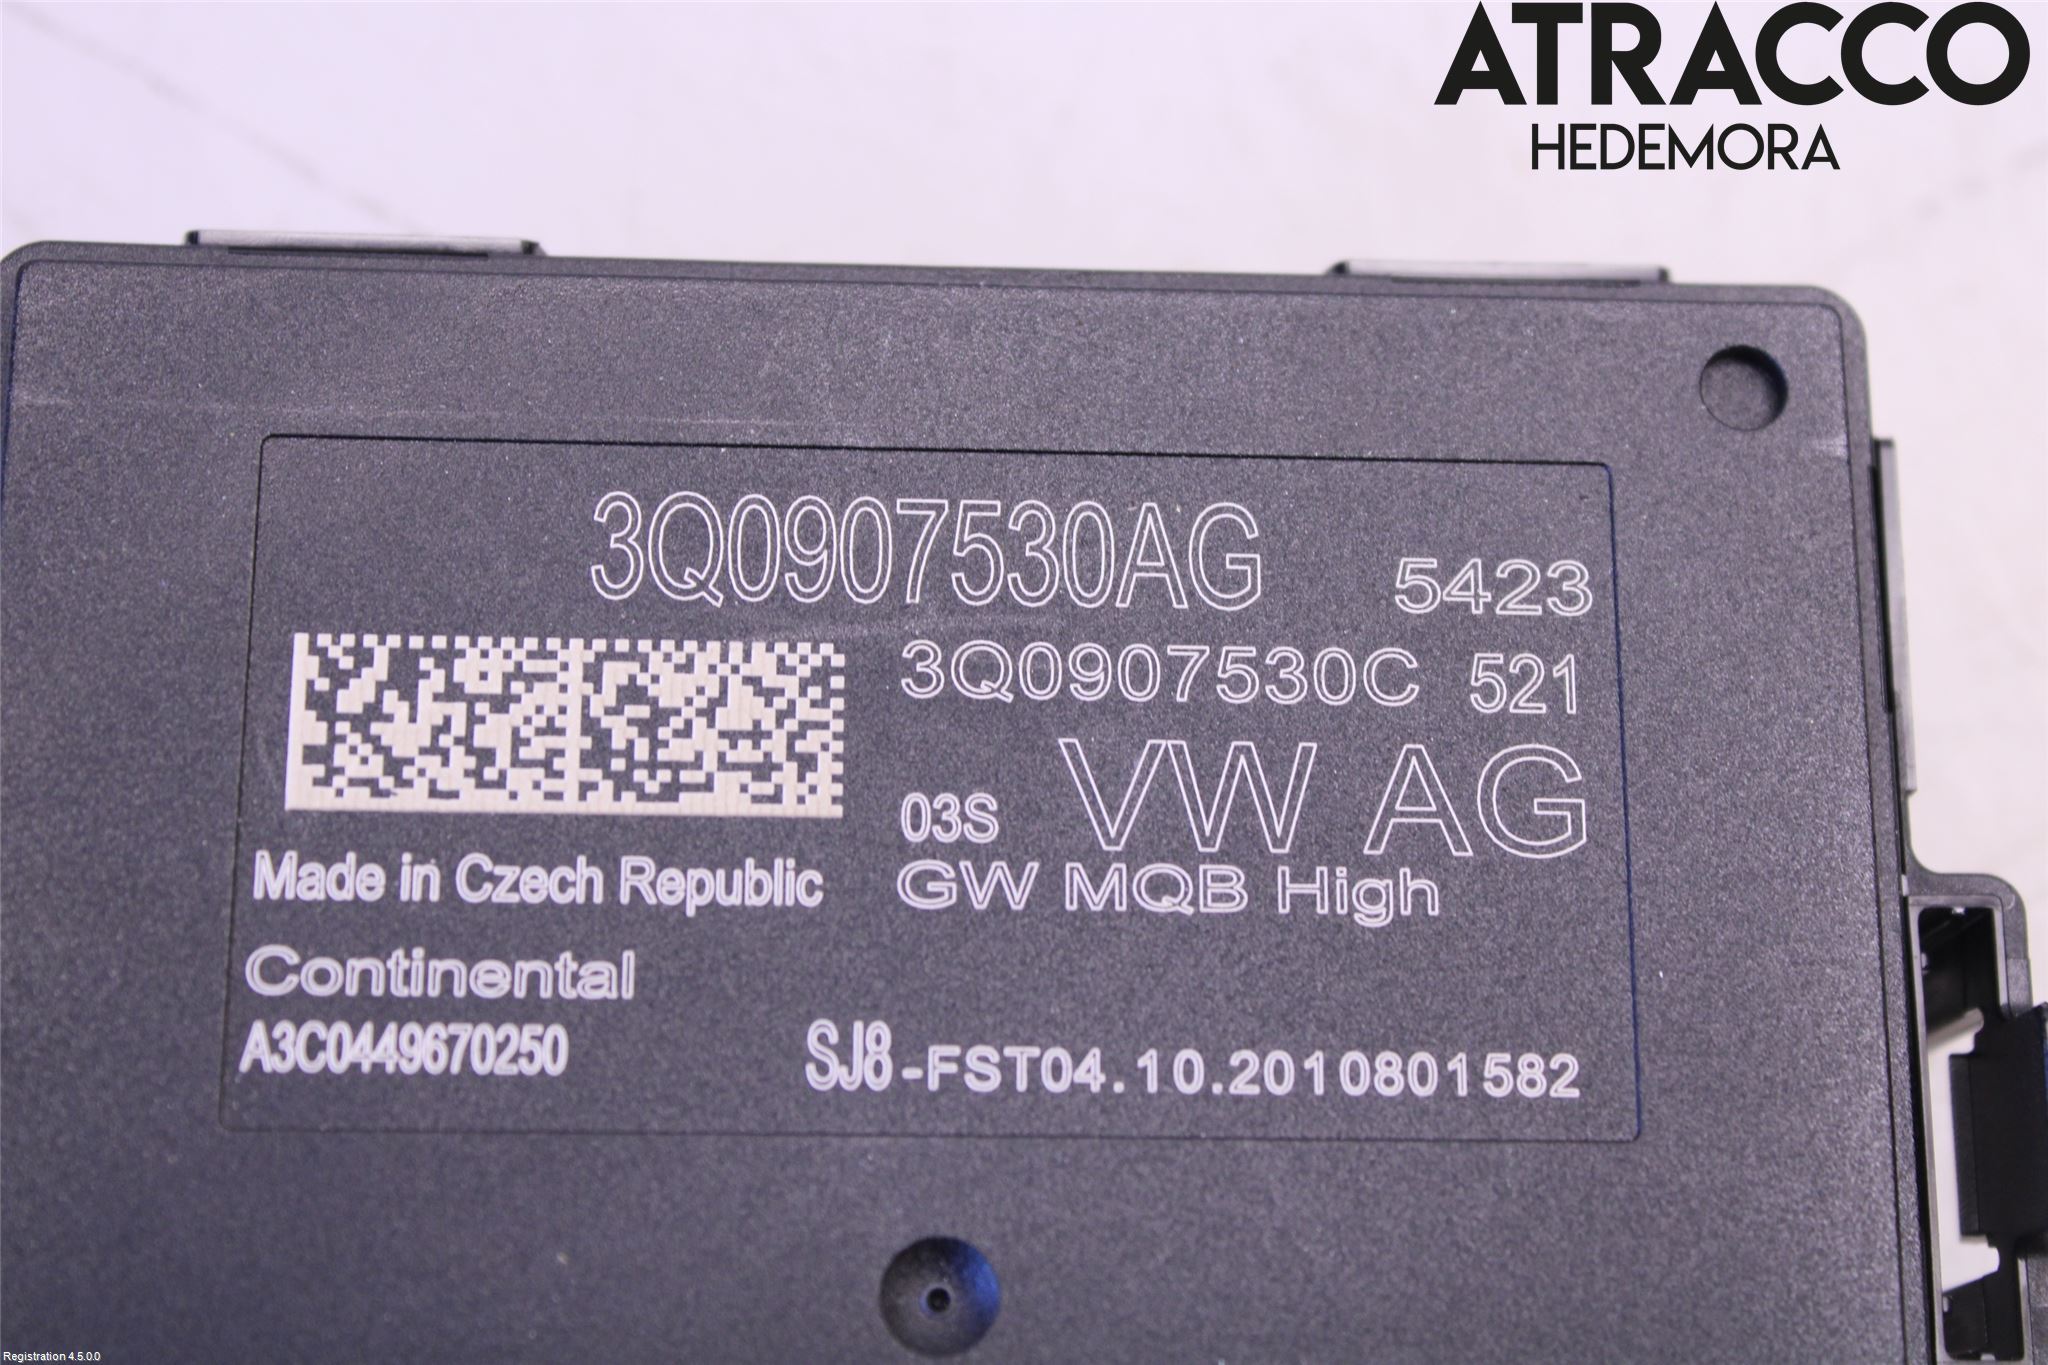 ATRACCO
HEDEMORA
3Q0907530AG 5423
3Q0907530C 521
03S VW AG
Made in Czech Republic GW MQB High
Continental
A3C0449670250 SJ8-FST04.10.2010801582
Registration 4.5.0.0